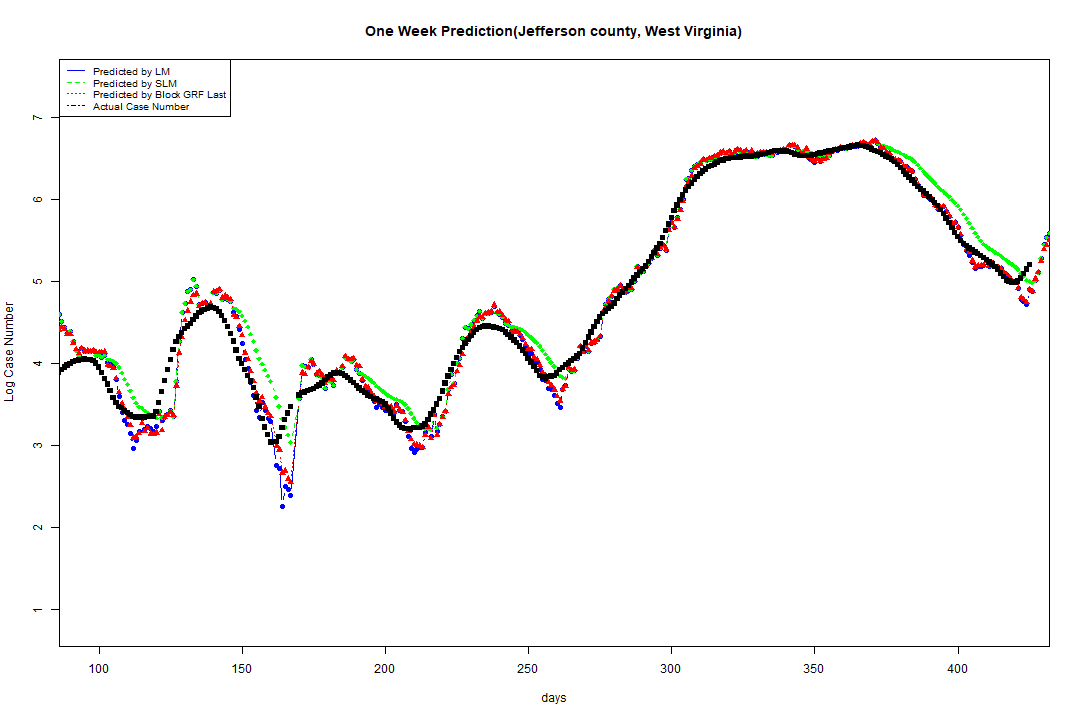 One Week Prediction(Jefferson county, West Virginia)
Predicted by LM
Predicted by SLM
Predicted by Block GRF Last
Actual Case Number
Log Case Number
7
6
5
4
3
2
1
100 150 200 250 300 350 400
days